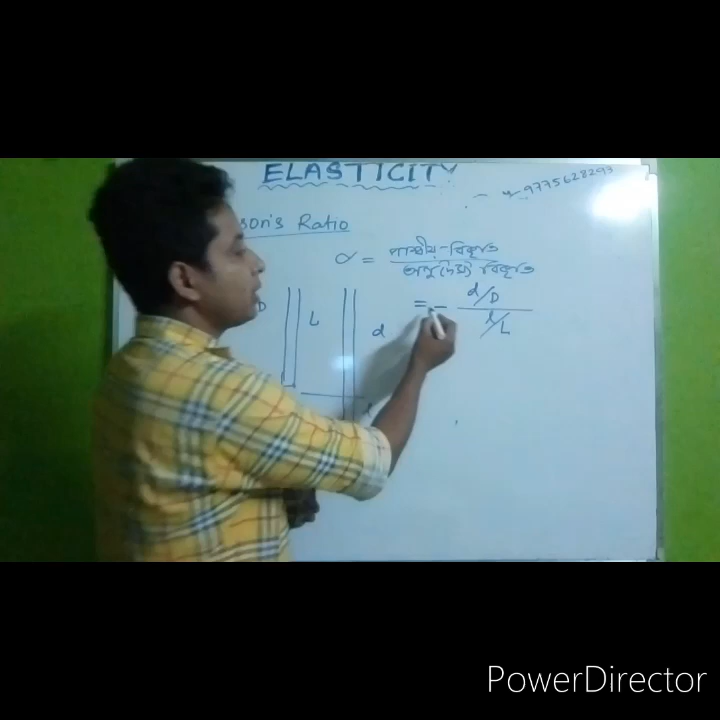 ELASTICITY
9775628293
son's Ratio
= পার্শ্বীয় বিকৃতি
অনুদৈর্ঘ্য বিকৃতি
D L d
= - d/D
l/L
PowerDirector